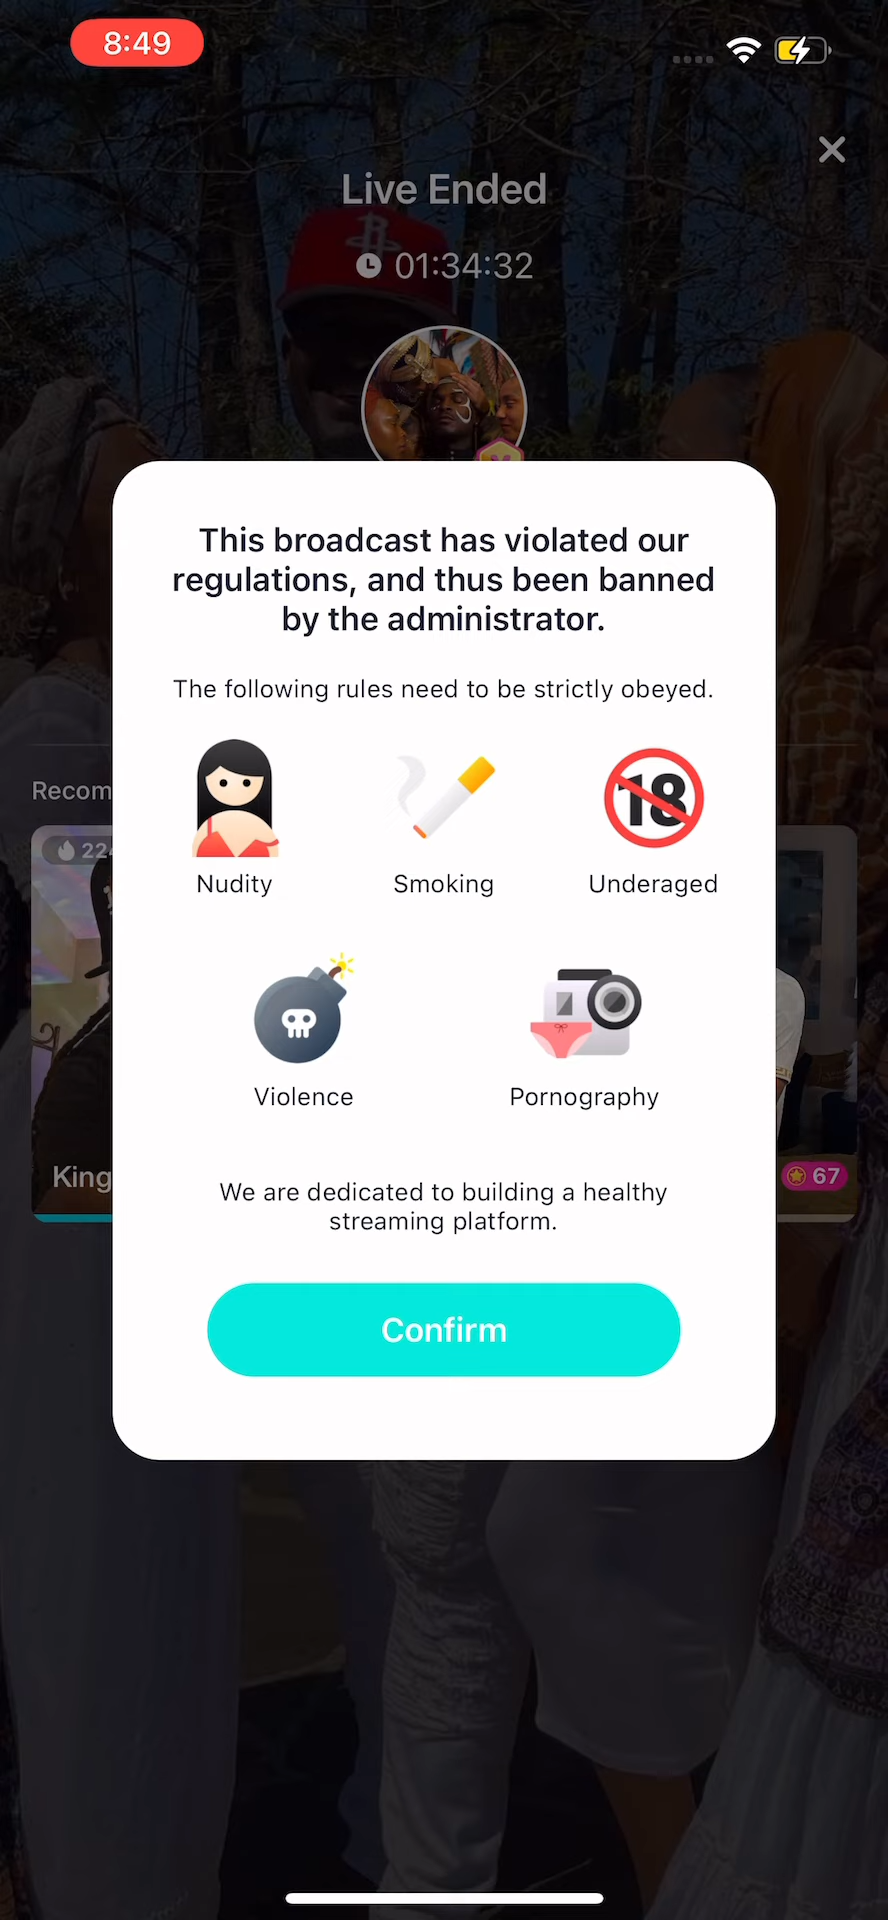 8:49
Live Ended
01:34:32
This broadcast has violated our
regulations, and thus been banned
by the administrator.
The following rules need to be strictly obeyed.
18
Nudity
Smoking
Underaged
Violence
Pornography
We are dedicated to building a healthy
streaming platform.
King
67
Confirm